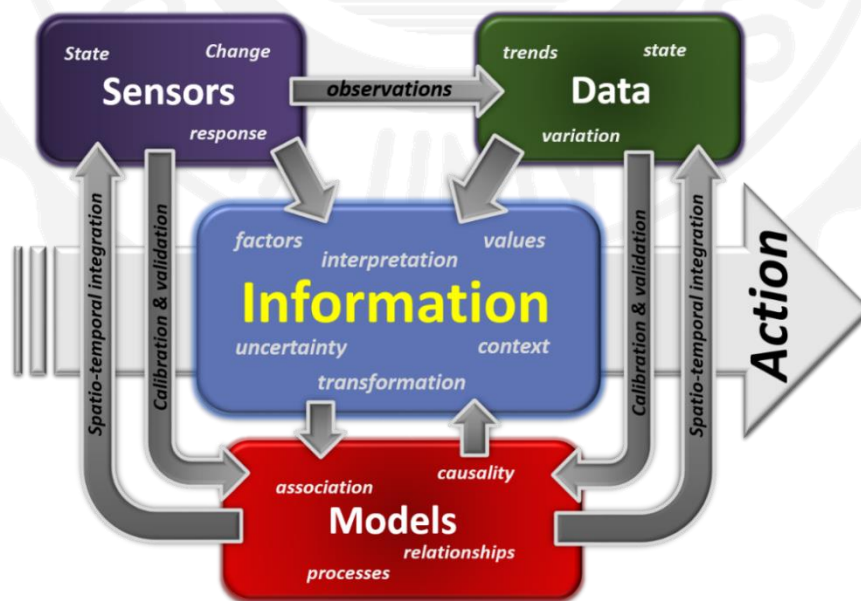 State
Change
Sensors
response
observations
trends
state
Data
variation
Spatio-temporal integration
Calibration & validation
factors
values
interpretation
Information
uncertainty
context
transformation
Calibration & validation
Spatio-temporal integration
Action
association
causality
Models
relationships
processes